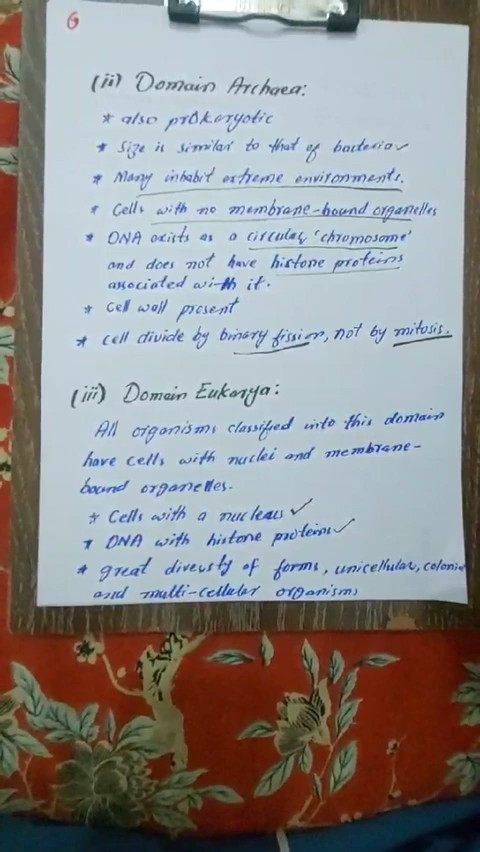 6
(ii) Domain Archaea:
* also prokaryotic
* Size is similar to that of bacteria ✓
* Many inhabit extreme environments.
* Cells with no membrane-bound organelles
* DNA exists as a circular 'chromosome'
and does not have histone proteins
associated with it.
* Cell wall present
* Cell divide by binary fission, not by mitosis.
(iii) Domain Eukarya:
All organisms classified into this domain
have cells with nuclei and membrane-
bound organelles.
* Cells with a nucleus ✓
* DNA with histone proteins ✓
* great diversty of forms, unicellular, colonial
and multi-cellular organisms